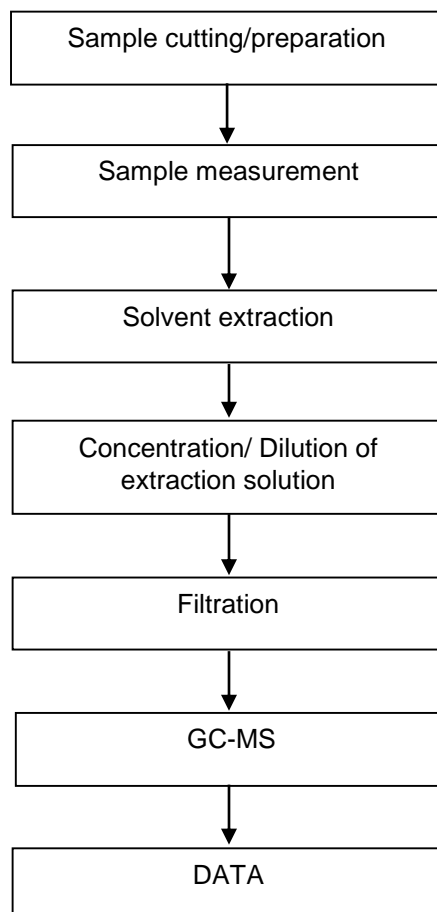 Sample cutting/preparation
Sample measurement
Solvent extraction
Concentration/ Dilution of
extraction solution
Filtration
GC-MS
DATA